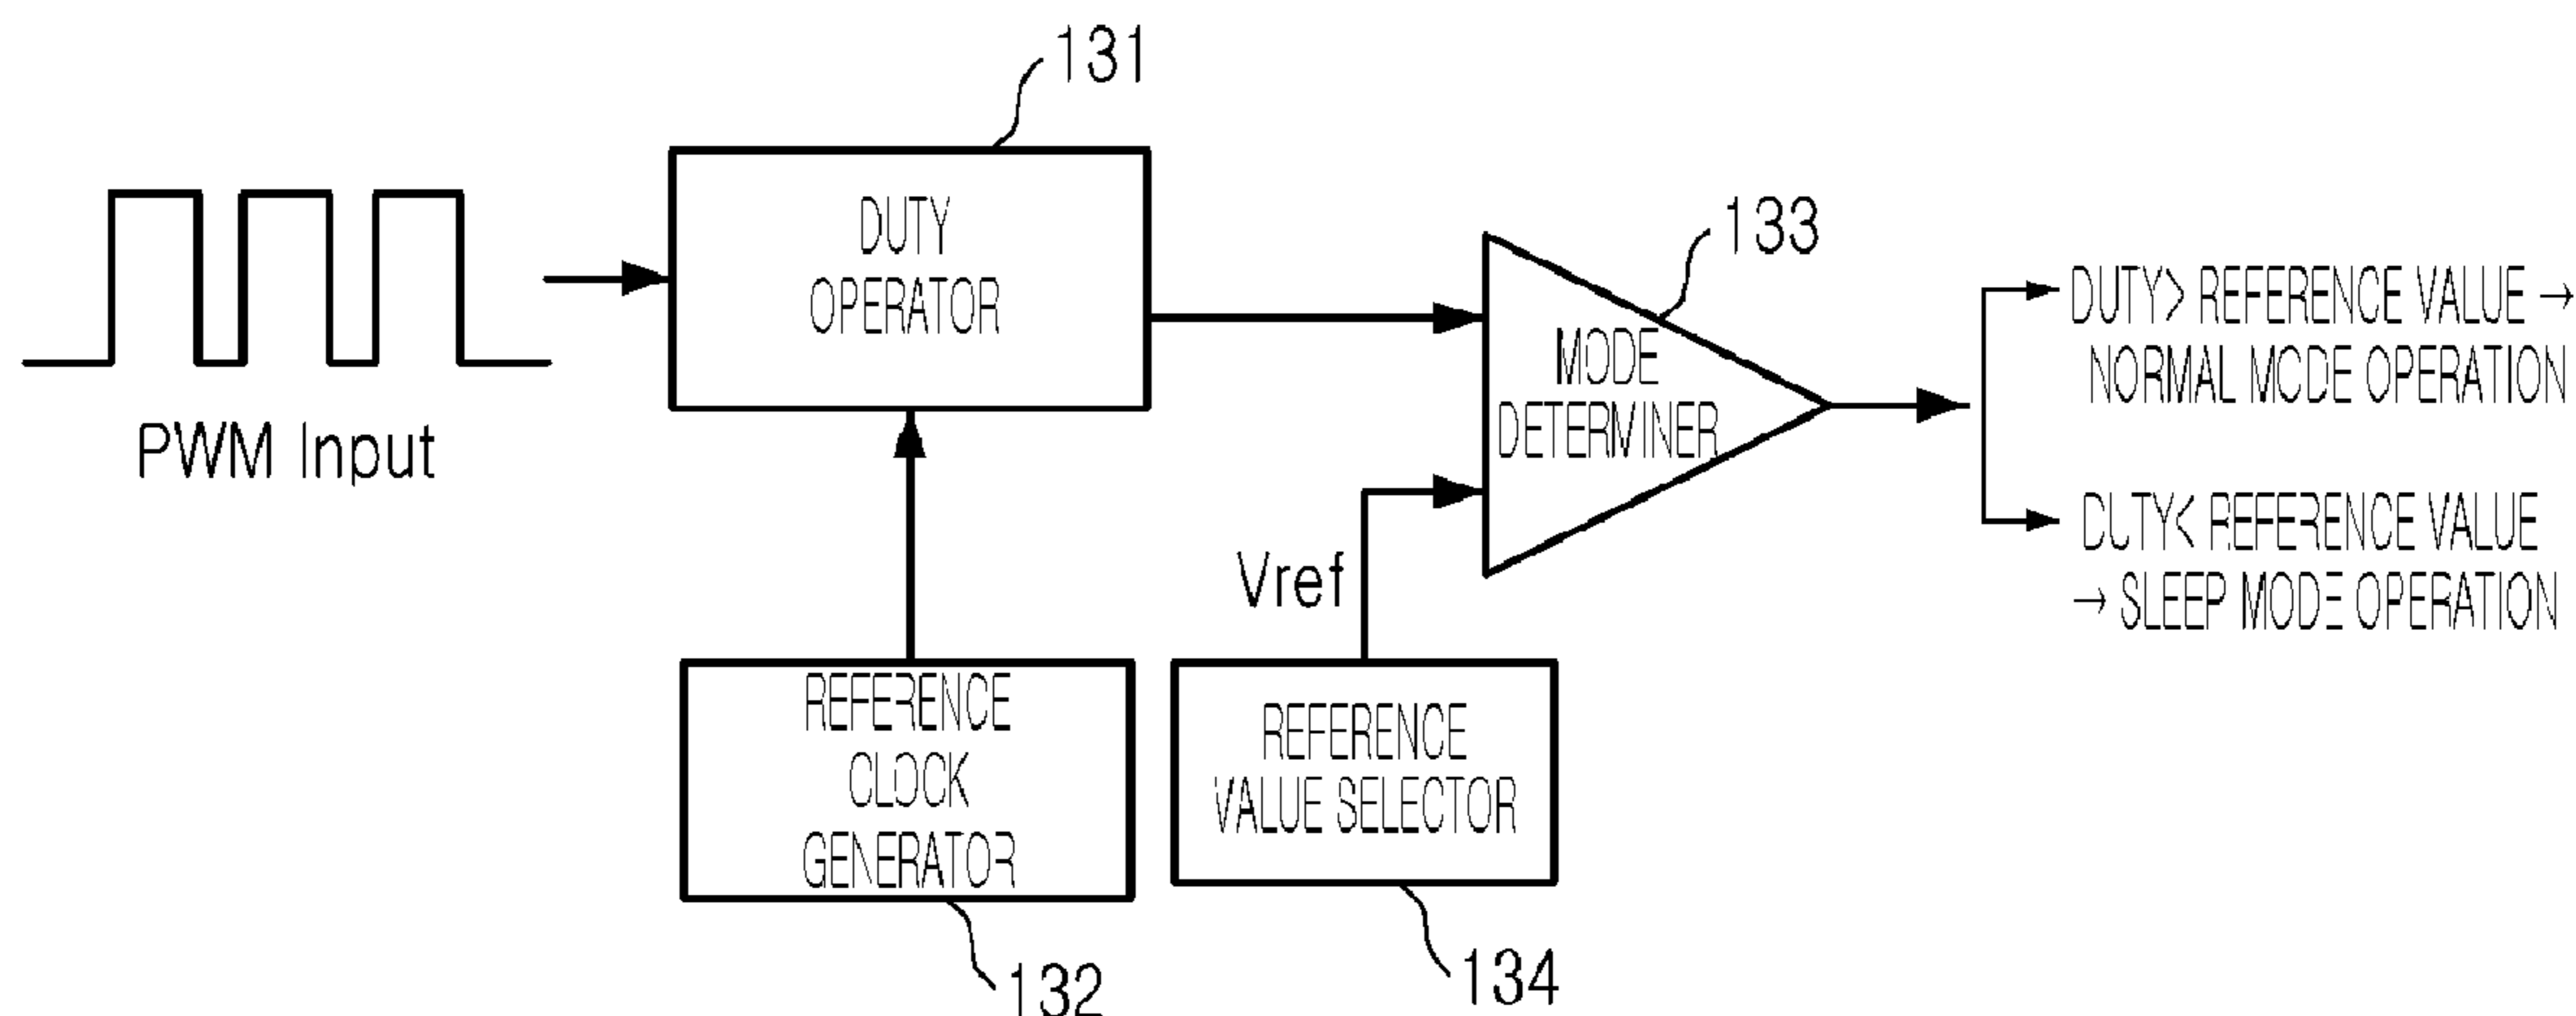 131
DUTY
OPERATOR
133
DUTY> REFERENCE VALUE →
NORMAL MODE OPERATION
MODE
DETERMINER
PWM Input
DUTY< REFERENCE VALUE
→ SLEEP MODE OPERATION
Vref
REFERENCE
CLOCK
GENERATOR
REFERENCE
VALUE SELECTOR
132
134